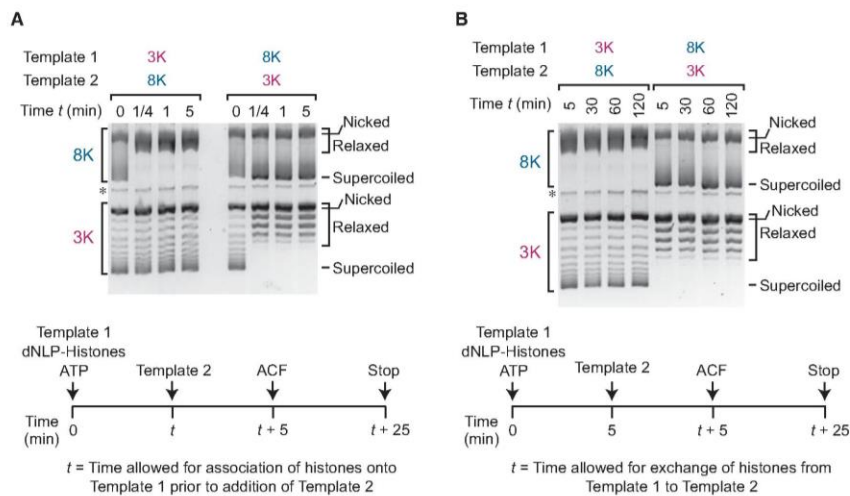 A
Template 1 3K 8K
Template 2 8K 3K
Time t (min) 0 1/4 1 5 0 1/4 1 5
8K
*
3K
Nicked
Relaxed
Supercoiled
Nicked
Relaxed
Supercoiled
Template 1
dNLP-Histones
ATP Template 2 ACF Stop
Time
(min)
0 t t + 5 t + 25
t = Time allowed for association of histones onto
Template 1 prior to addition of Template 2
B
Template 1 3K 8K
Template 2 8K 3K
Time t (min) 5 30 60 120 5 30 60 120
8K
*
3K
Nicked
Relaxed
Supercoiled
Nicked
Relaxed
Supercoiled
Template 1
dNLP-Histones
ATP Template 2 ACF Stop
Time
(min)
0 5 t + 5 t + 25
t = Time allowed for exchange of histones from
Template 1 to Template 2